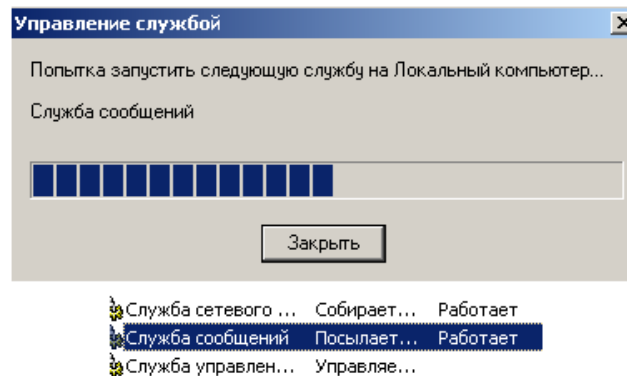 Управление службой
Попытка запустить следующую службу на Локальный компьютер...
Служба сообщений
Закрыть
Служба сетевого ... Собирает... Работает
Служба сообщений Посылает... Работает
Служба управлен... Управляе...